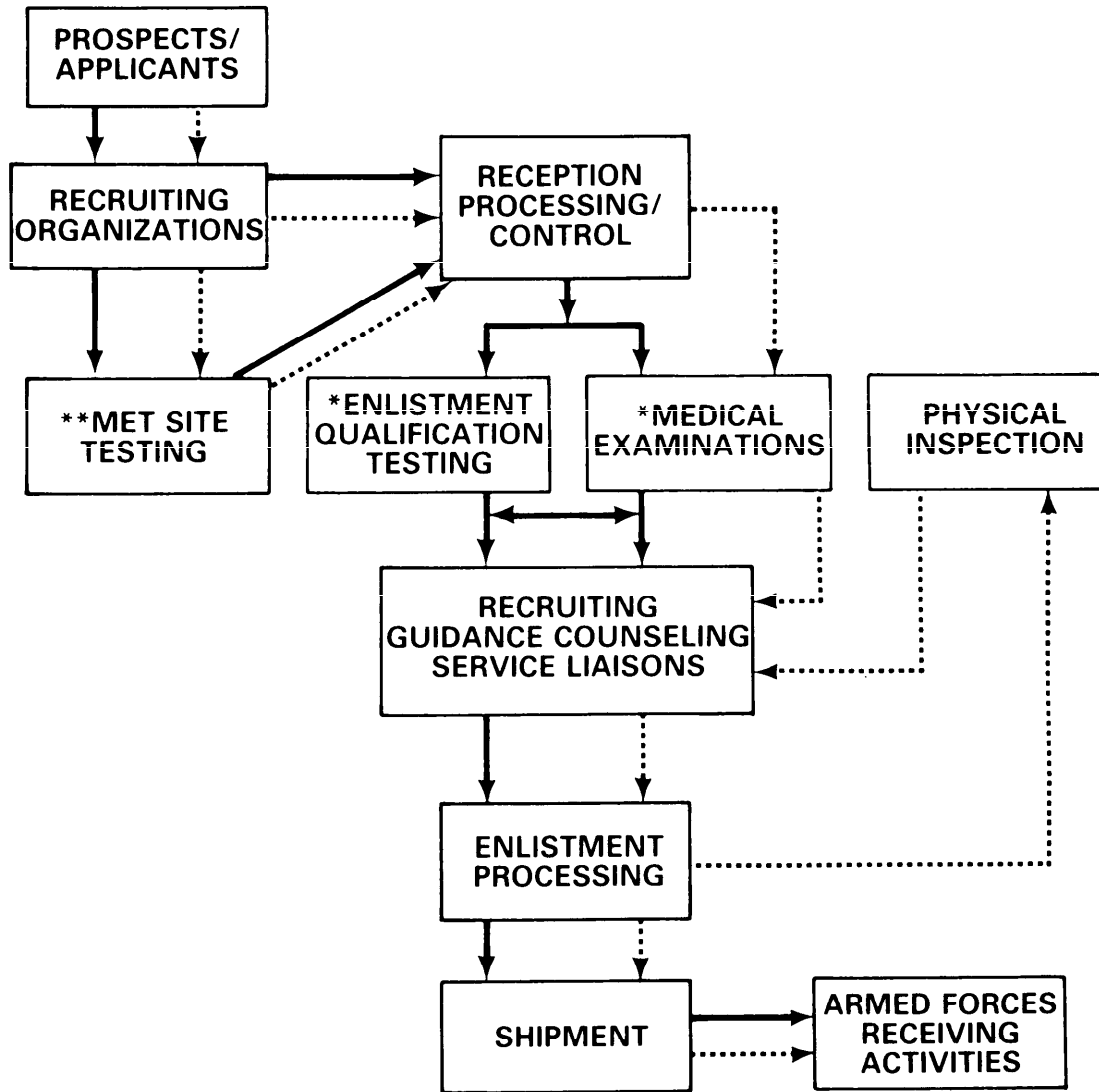 PROSPECTS/
APPLICANTS
RECRUITING
ORGANIZATIONS
RECEPTION
PROCESSING/
CONTROL
**MET SITE
TESTING
*ENLISTMENT
QUALIFICATION
TESTING
*MEDICAL
EXAMINATIONS
PHYSICAL
INSPECTION
RECRUITING
GUIDANCE COUNSELING
SERVICE LIAISONS
ENLISTMENT
PROCESSING
SHIPMENT
ARMED FORCES
RECEIVING
ACTIVITIES